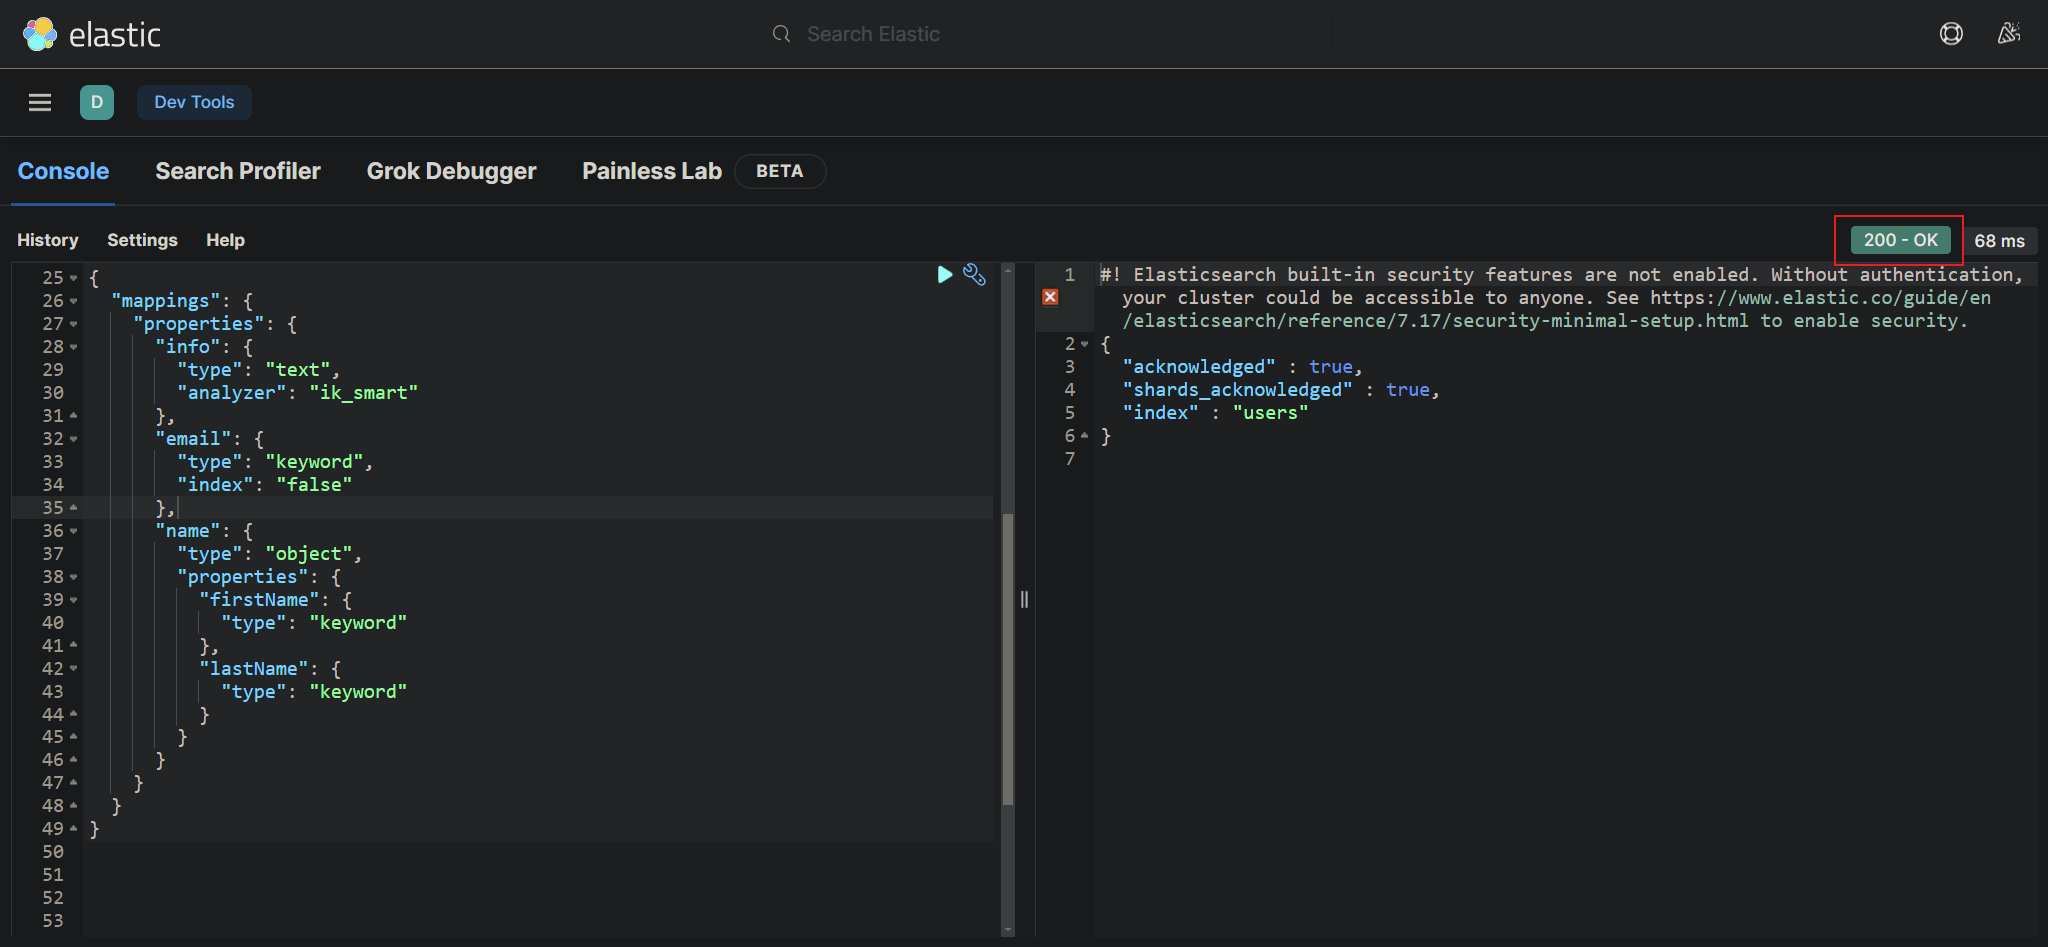 elastic
Search Elastic
D
Dev Tools
Console
Search Profiler
Grok Debugger
Painless Lab
BETA
History
Settings
Help
200 - OK
68 ms
25 {
26 "mappings": {
27 "properties": {
28 "info": {
29 "type": "text",
30 "analyzer": "ik_smart"
31 },
32 "email": {
33 "type": "keyword",
34 "index": "false"
35 },
36 "name": {
37 "type": "object",
38 "properties": {
39 "firstName": {
40 "type": "keyword"
41 },
42 "lastName": {
43 "type": "keyword"
44 }
45 }
46 }
47 }
48 }
49 }
50
51
52
53
1 #! Elasticsearch built-in security features are not enabled. Without authentication,
your cluster could be accessible to anyone. See https://www.elastic.co/guide/en
/elasticsearch/reference/7.17/security-minimal-setup.html to enable security.
2 {
3 "acknowledged" : true,
4 "shards_acknowledged" : true,
5 "index" : "users"
6 }
7